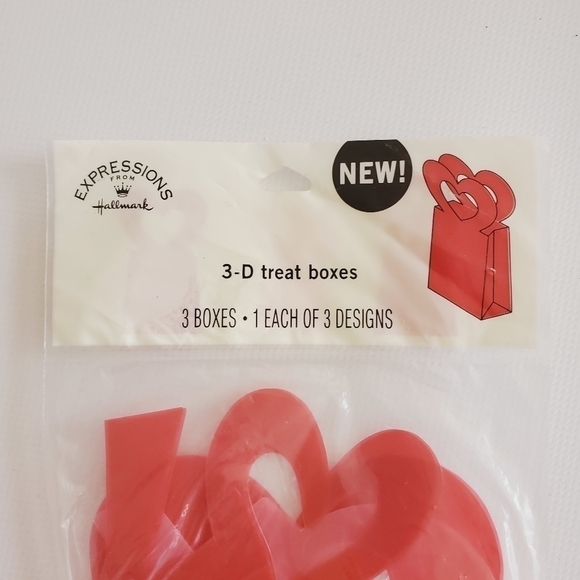 EXPRESSIONS
FROM
Hallmark
NEW!
3-D treat boxes
3 BOXES • 1 EACH OF 3 DESIGNS